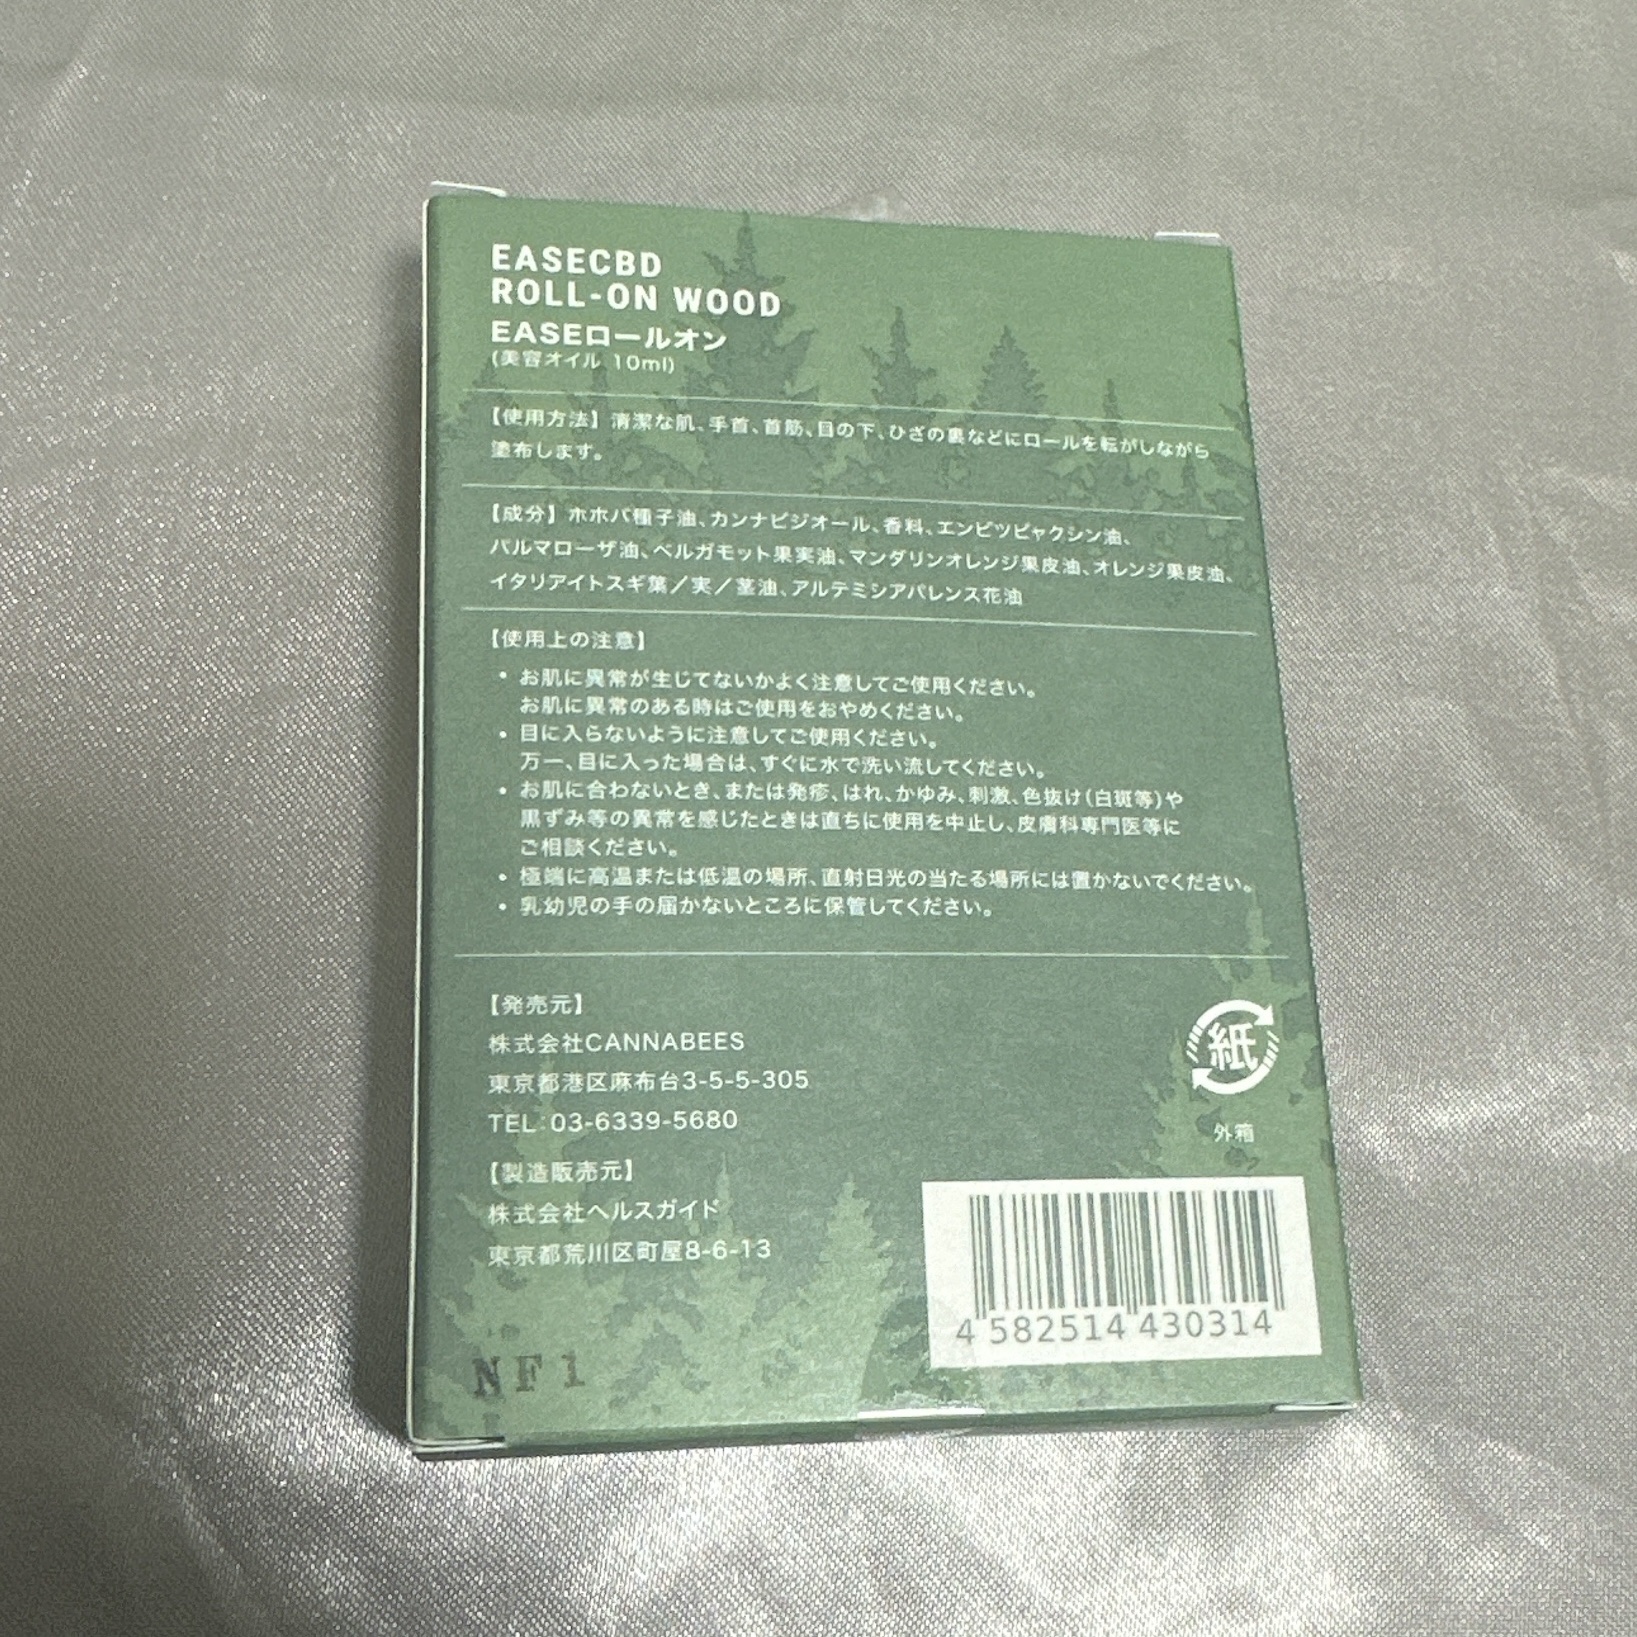 EASECBD
ROLL-ON WOOD
EASEロールオン
(美容オイル 10ml)
【使用方法】清潔な肌、手首、首筋、目の下、ひざの裏などにロールを転がしながら
塗布します。
【成分】ホホバ種子油、カンナビジオール、香料、エンピツビャクシン油、
パルマローザ油、ベルガモット果実油、マンダリンオレンジ果皮油、オレンジ果皮油、
イタリアイトスギ葉／実／茎油、アルテミシアパレンス花油
【使用上の注意】
・お肌に異常が生じてないかよく注意してご使用ください。
お肌に異常のある時はご使用をおやめください。
・目に入らないように注意してご使用ください。
万一、目に入った場合は、すぐに水で洗い流してください。
・お肌に合わないとき、または発疹、はれ、かゆみ、刺激、色抜け(白斑等)や
黒ずみ等の異常を感じたときは直ちに使用を中止し、皮膚科専門医等に
ご相談ください。
・極端に高温または低温の場所、直射日光の当たる場所には置かないでください。
・乳幼児の手の届かないところに保管してください。
【発売元】
株式会社CANNABEES
東京都港区麻布台3-5-5-305
TEL:03-6339-5680
紙
外箱
【製造販売元】
株式会社ヘルスガイド
東京都荒川区町屋8-6-13
4 582514 430314
NF1